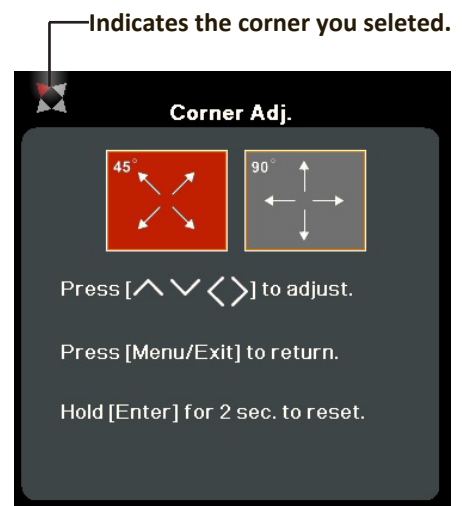 Indicates the corner you seleted.
Corner Adj.
45° 90°
Press [∧ ∨ < >] to adjust.
Press [Menu/Exit] to return.
Hold [Enter] for 2 sec. to reset.